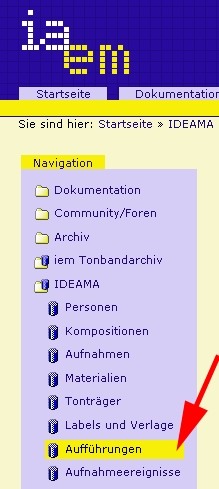 ia
em
Startseite Dokumentation
Sie sind hier: Startseite » IDEAMA
Navigation
Dokumentation
Community/Foren
Archiv
iem Tonbandarchiv
IDEAMA
Personen
Kompositionen
Aufnahmen
Materialien
Tonträger
Labels und Verlage
Aufführungen
Aufnahmeereignisse